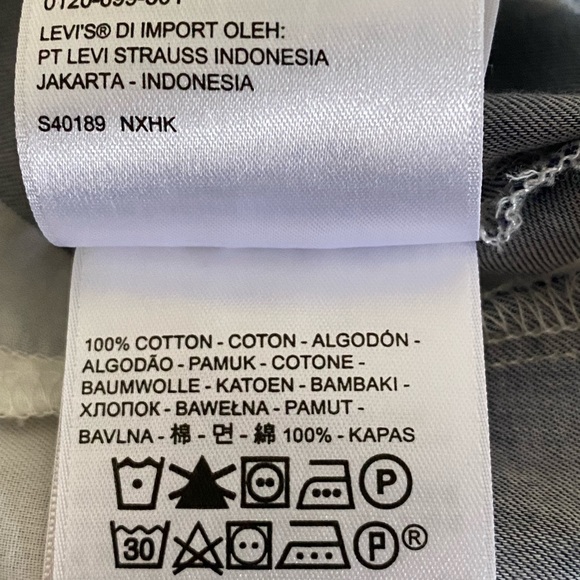 LEVI'S® DI IMPORT OLEH:
PT LEVI STRAUSS INDONESIA
JAKARTA - INDONESIA
S40189 NXHK
100% COTTON - COTON - ALGODÓN -
ALGODÃO - PAMUK - COTONE -
BAUMWOLLE - KATOEN - BAMBAKI -
ХЛОПОК - BAWEŁNA - PAMUT -
BAVLNA - 棉 - 면 - 綿 100% - KAPAS
P
30 P ®